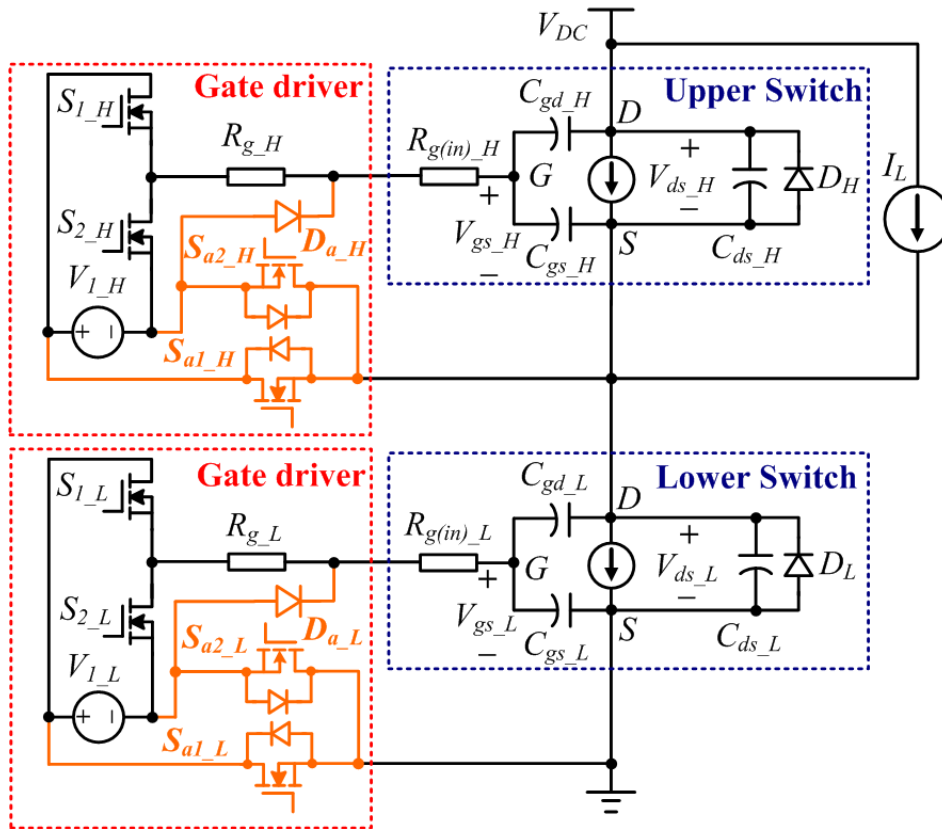 V_DC
Gate driver
Upper Switch
S_1_H
C_gd_H
D
R_g_H
R_g(in)_H
G
+
V_ds_H
−
D_H
I_L
S_2_H
+
V_gs_H
−
C_gs_H
S
C_ds_H
S_a2_H
D_a_H
V_1_H
+ −
S_a1_H
Gate driver
Lower Switch
S_1_L
C_gd_L
D
R_g_L
R_g(in)_L
G
+
V_ds_L
−
D_L
S_2_L
+
V_gs_L
−
C_gs_L
S
C_ds_L
S_a2_L
D_a_L
V_1_L
+ −
S_a1_L